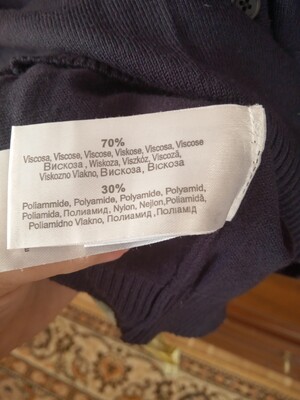 70%
Viscosa, Viscose, Viscose, Viskose, Viscosa, Viscose
Вискоза, Wiskoza, Viszkóz, Viscoză,
Viskozno Vlakno, Вискоза, Віскоза
30%
Poliammide, Polyamide, Polyamide, Polyamid,
Poliamida, Полиамид, Nylon, Nejlon, Poliamidă,
Poliamidno Vlakno, Полиамид, Поліамід